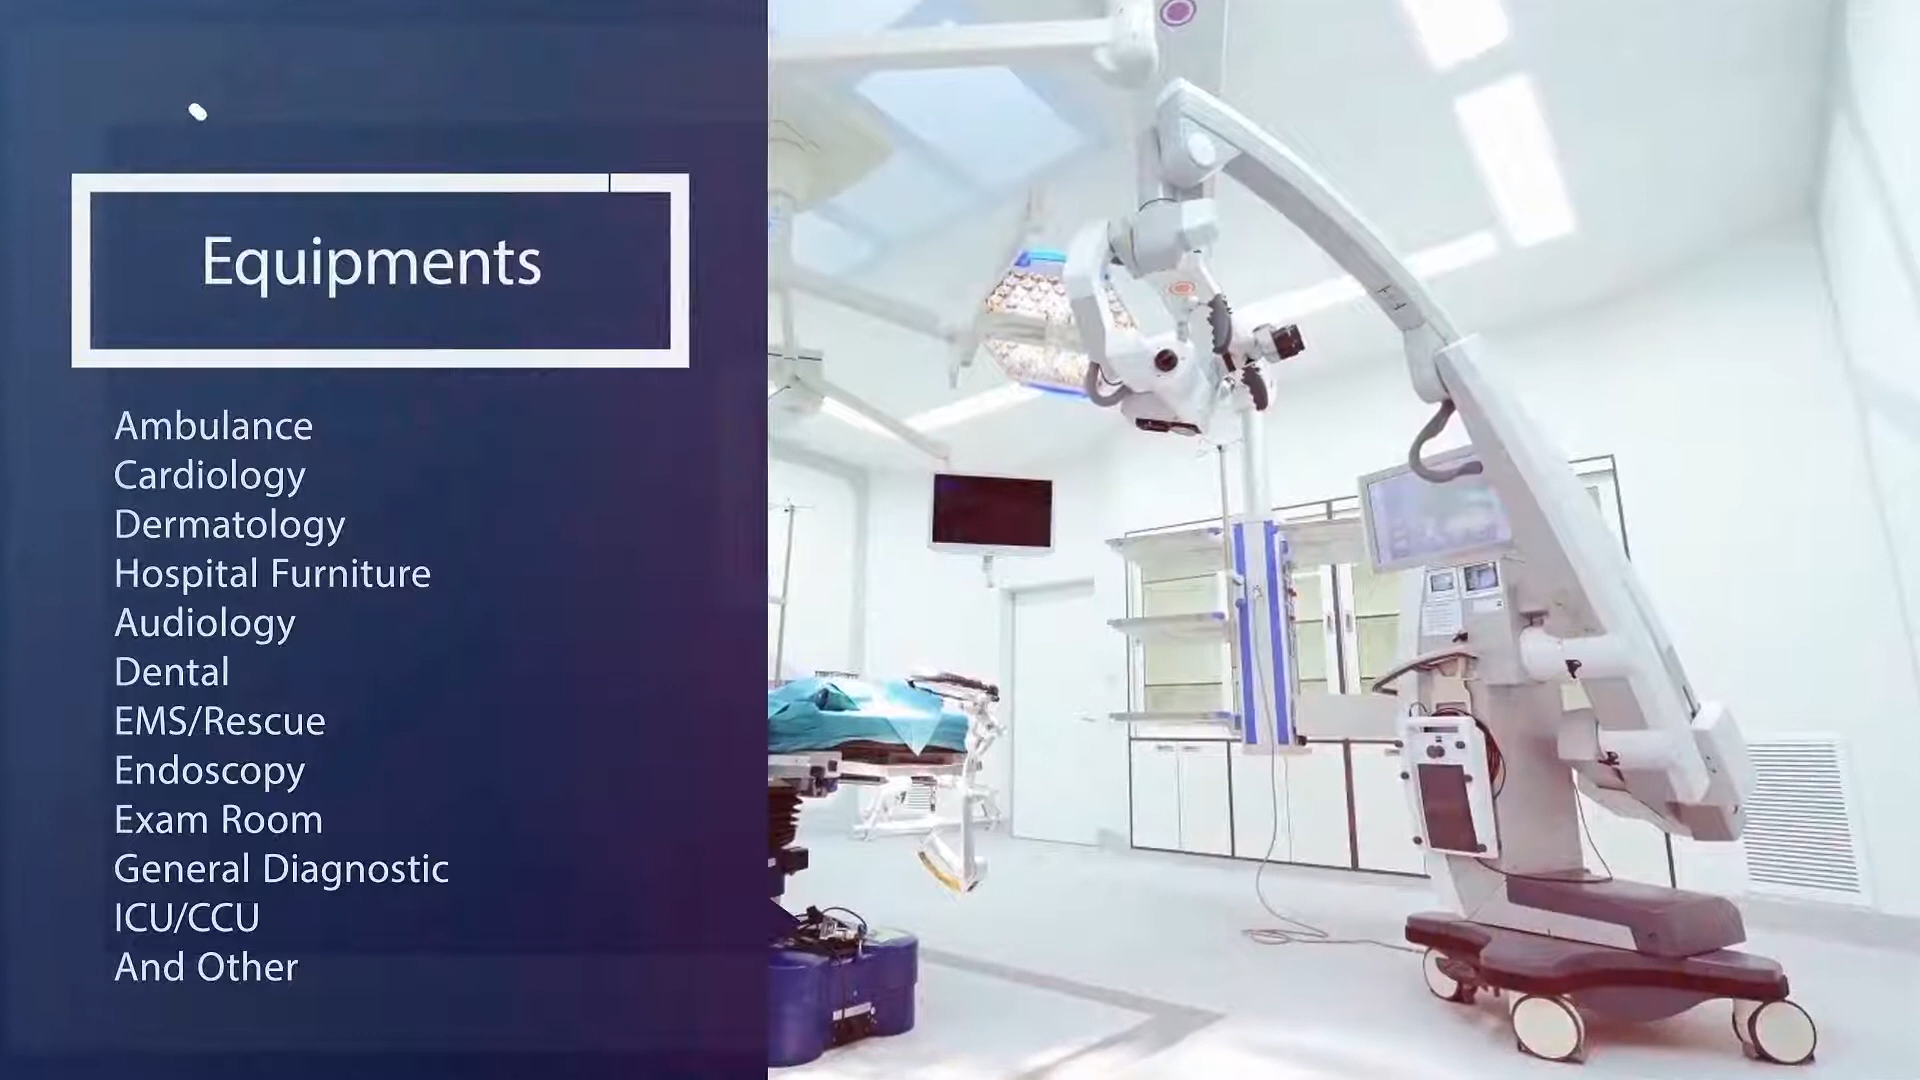 Equipments
Ambulance
Cardiology
Dermatology
Hospital Furniture
Audiology
Dental
EMS/Rescue
Endoscopy
Exam Room
General Diagnostic
ICU/CCU
And Other